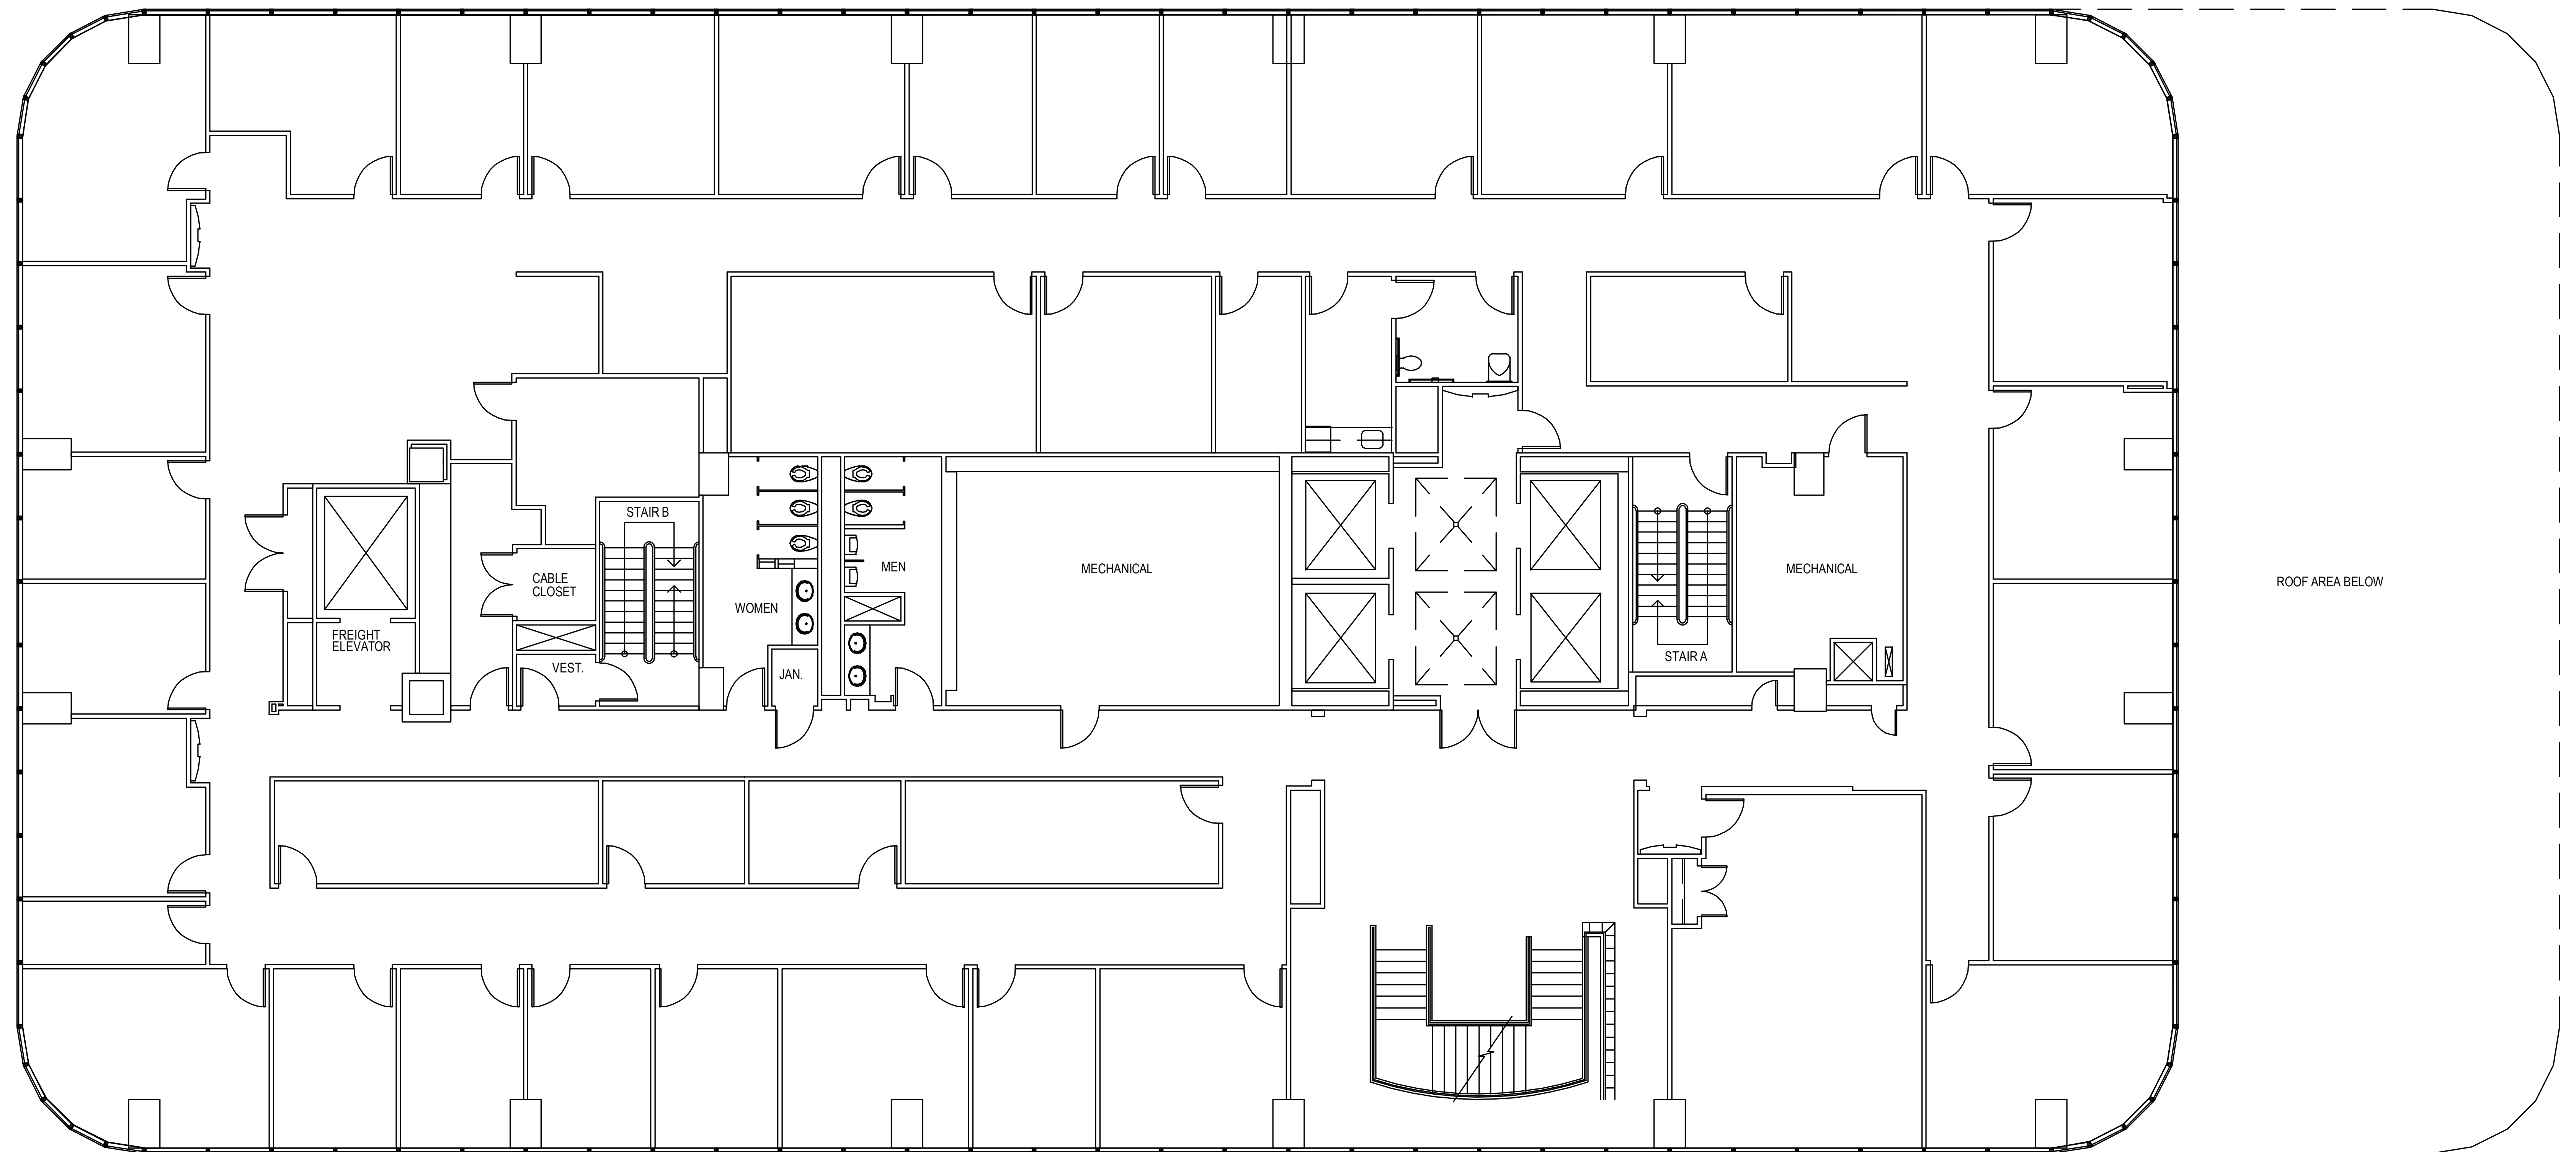 STAIR B
MEN
MECHANICAL
MECHANICAL
CABLE
CLOSET
ROOF AREA BELOW
WOMEN
FREIGHT
ELEVATOR
STAIR A
VEST.
JAN.